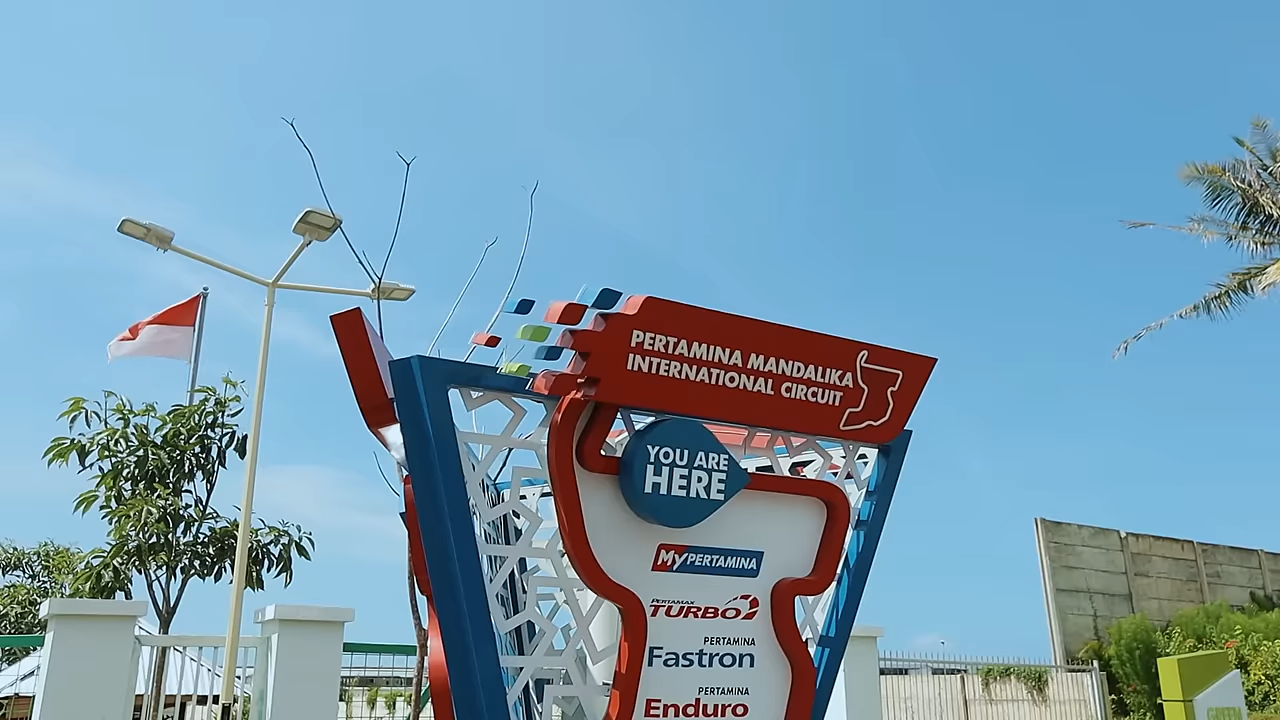 PERTAMINA MANDALIKA
INTERNATIONAL CIRCUIT
YOU ARE
HERE
MyPERTAMINA
PERTAMAX
TURBO
PERTAMINA
Fastron
PERTAMINA
Enduro